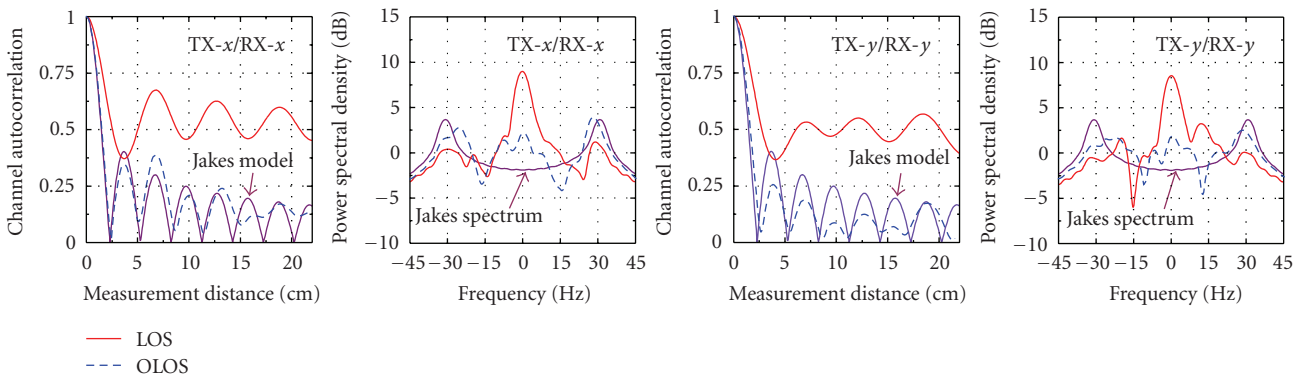 Channel autocorrelation
1
0.75
0.5
0.25
0
TX-x/RX-x
Jakes model
0 5 10 15 20
Measurement distance (cm)
Power spectral density (dB)
15
10
5
0
−5
−10
TX-x/RX-x
Jakes spectrum
−45 −30 −15 0 15 30 45
Frequency (Hz)
Channel autocorrelation
1
0.75
0.5
0.25
0
TX-y/RX-y
Jakes model
0 5 10 15 20
Measurement distance (cm)
Power spectral density (dB)
15
10
5
0
−5
−10
TX-y/RX-y
Jakes spectrum
−45 −30 −15 0 15 30 45
Frequency (Hz)
LOS
OLOS